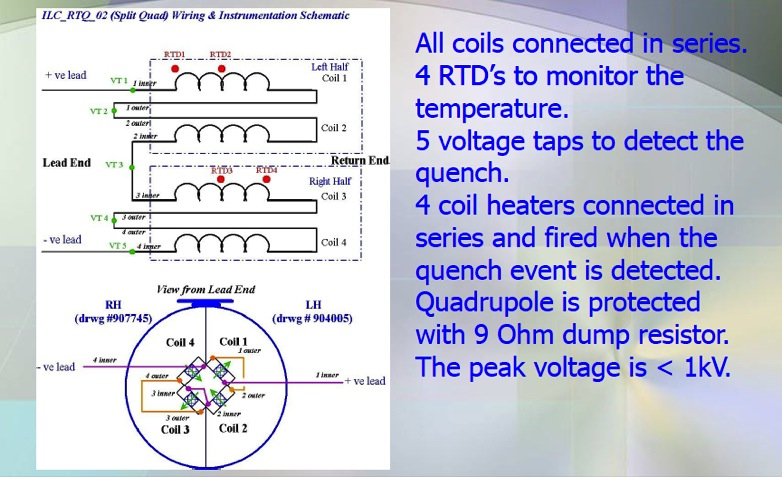 ILC_RTQ_02 (Split Quad) Wiring & Instrumentation Schematic
RTD1 RTD2
Left Half
+ ve lead VT 1 1 inner Coil 1
VT 2 1 outer
2 outer
2 inner Coil 2
Lead End VT 3 Return End
RTD3 RTD4
Right Half
3 inner Coil 3
VT 4 3 outer
4 outer
- ve lead VT 5 4 inner Coil 4
View from Lead End
RH LH
(drwg #907745) (drwg # 904005)
Coil 4 Coil 1
1 outer
- ve lead 4 inner 1 inner + ve lead
4 outer
3 inner 2 outer
3 outer 2 inner
Coil 3 Coil 2
All coils connected in series.
4 RTD's to monitor the
temperature.
5 voltage taps to detect the
quench.
4 coil heaters connected in
series and fired when the
quench event is detected.
Quadrupole is protected
with 9 Ohm dump resistor.
The peak voltage is < 1kV.